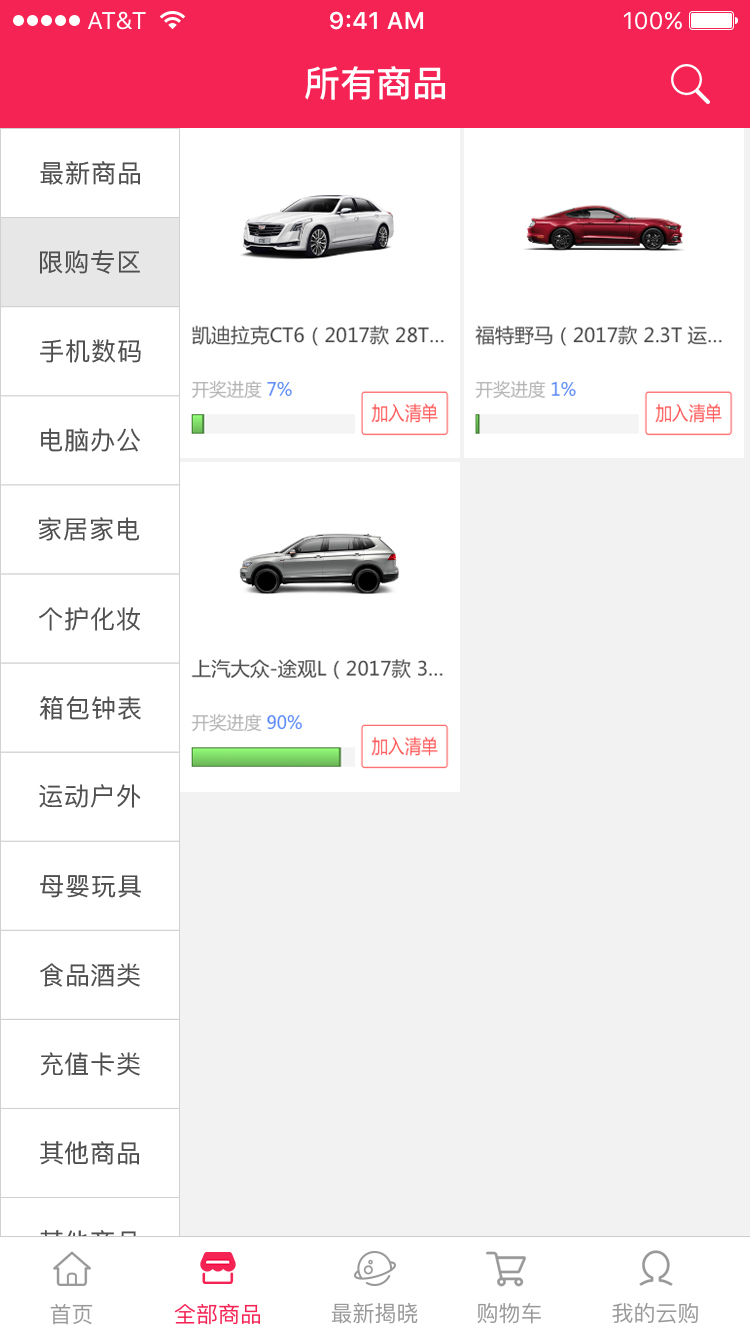 AT&T 9:41 AM 100%
所有商品
最新商品
限购专区
手机数码
电脑办公
家居家电
个护化妆
箱包钟表
运动户外
母婴玩具
食品酒类
充值卡类
其他商品
其他商品
凯迪拉克CT6（2017款 28T...
开奖进度 7%
加入清单
福特野马（2017款 2.3T 运...
开奖进度 1%
加入清单
上汽大众-途观L（2017款 3...
开奖进度 90%
加入清单
首页
全部商品
最新揭晓
购物车
我的云购